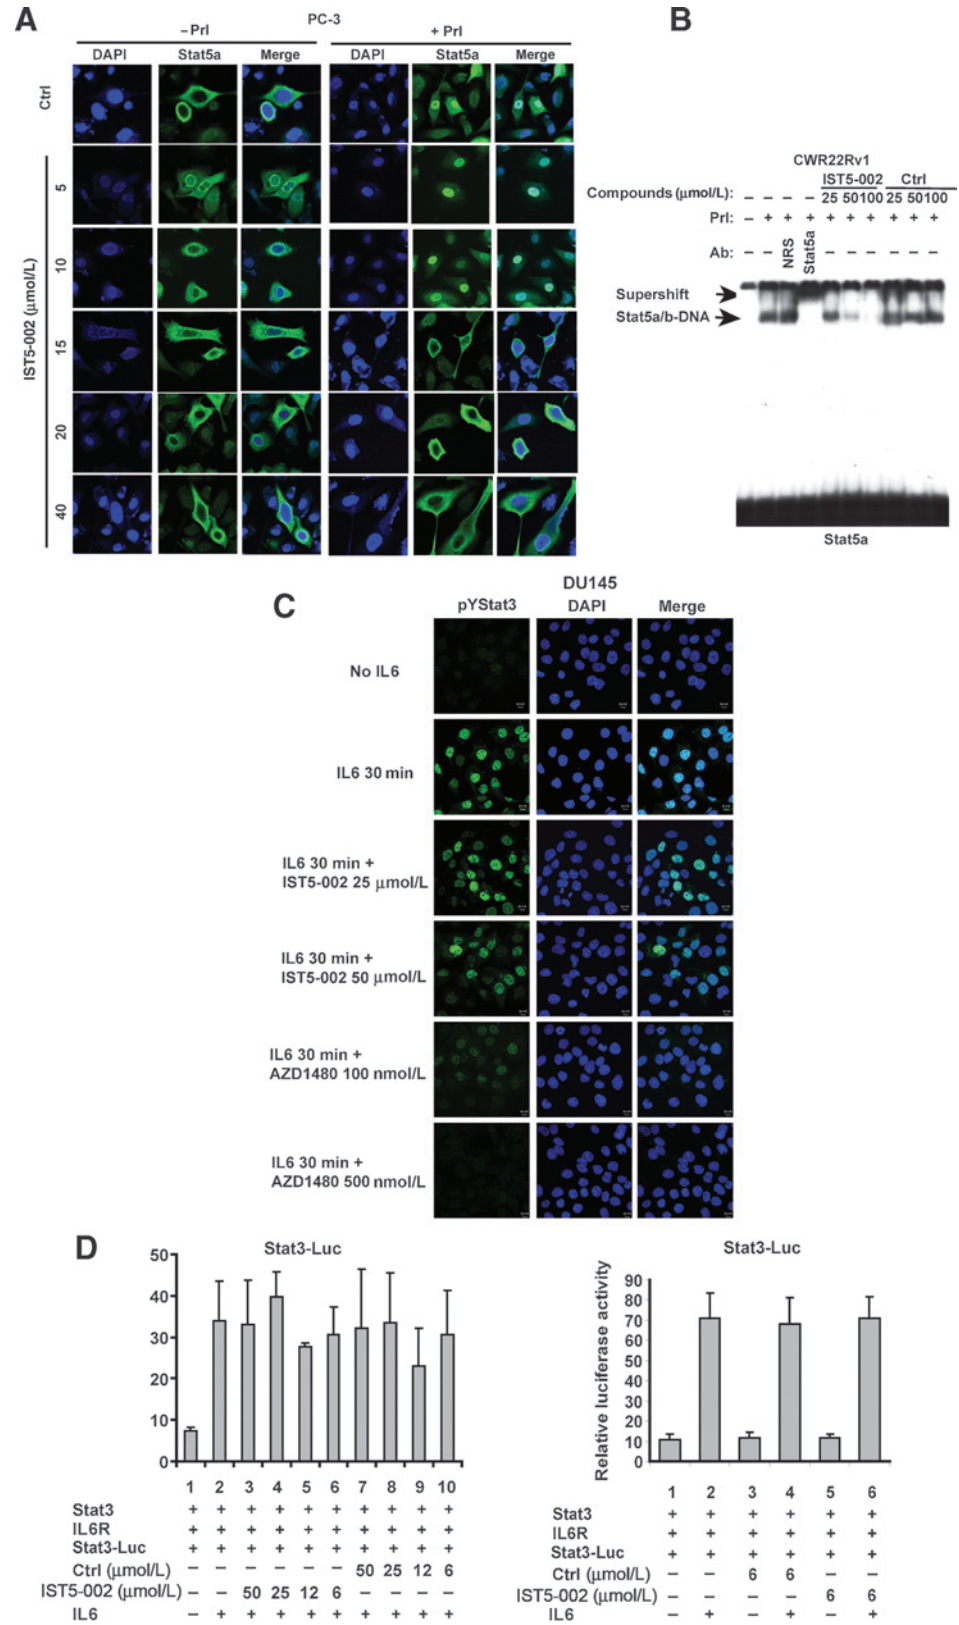 A
PC-3
– Prl
+ Prl
DAPI Stat5a Merge DAPI Stat5a Merge
Ctrl
IST5-002 (μmol/L)
5
10
15
20
40
B
CWR22Rv1
IST5-002 Ctrl
Compounds (μmol/L): – – – – 25 50 100 25 50 100
Prl: – + + + + + + + + +
Ab: – – NRS Stat5a – – – – – –
Supershift
Stat5a/b-DNA
Stat5a
C
DU145
pYStat3 DAPI Merge
No IL6
IL6 30 min
IL6 30 min +
IST5-002 25 μmol/L
IL6 30 min +
IST5-002 50 μmol/L
IL6 30 min +
AZD1480 100 nmol/L
IL6 30 min +
AZD1480 500 nmol/L
D
Stat3-Luc
50
40
30
20
10
0
1 2 3 4 5 6 7 8 9 10
Stat3 + + + + + + + + + +
IL6R + + + + + + + + + +
Stat3-Luc + + + + + + + + + +
Ctrl (μmol/L) – – – – – – 50 25 12 6
IST5-002 (μmol/L) – – 50 25 12 6 – – – –
IL6 – + + + + + + + + +
Stat3-Luc
Relative luciferase activity
90
80
70
60
50
40
30
20
10
0
1 2 3 4 5 6
Stat3 + + + + + +
IL6R + + + + + +
Stat3-Luc + + + + + +
Ctrl (μmol/L) – – 6 6 – –
IST5-002 (μmol/L) – – – – 6 6
IL6 – + – + – +